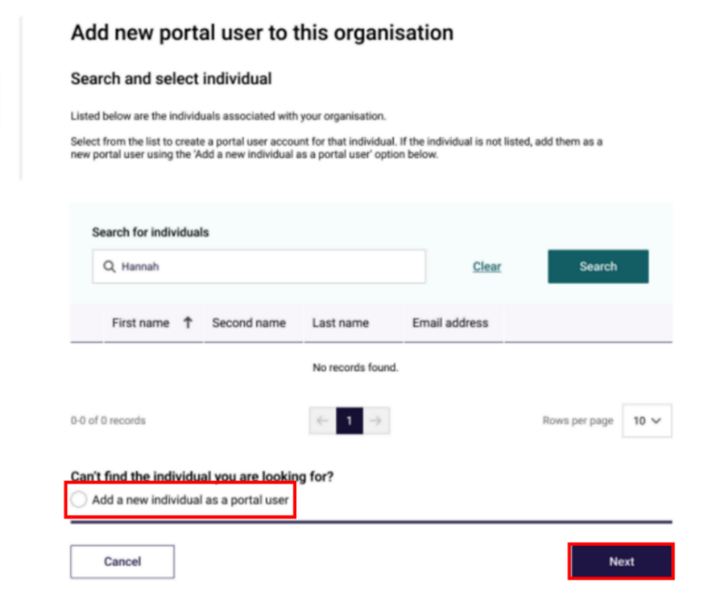 Add new portal user to this organisation
Search and select individual
Listed below are the individuals associated with your organisation.
Select from the list to create a portal user account for that individual. If the individual is not listed, add them as a
new portal user using the 'Add a new individual as a portal user' option below.
Search for individuals
Hannah
Clear
Search
First name ↑ Second name Last name Email address
No records found.
0-0 of 0 records ← 1 → Rows per page 10
Can't find the individual you are looking for?
Add a new individual as a portal user
Cancel
Next